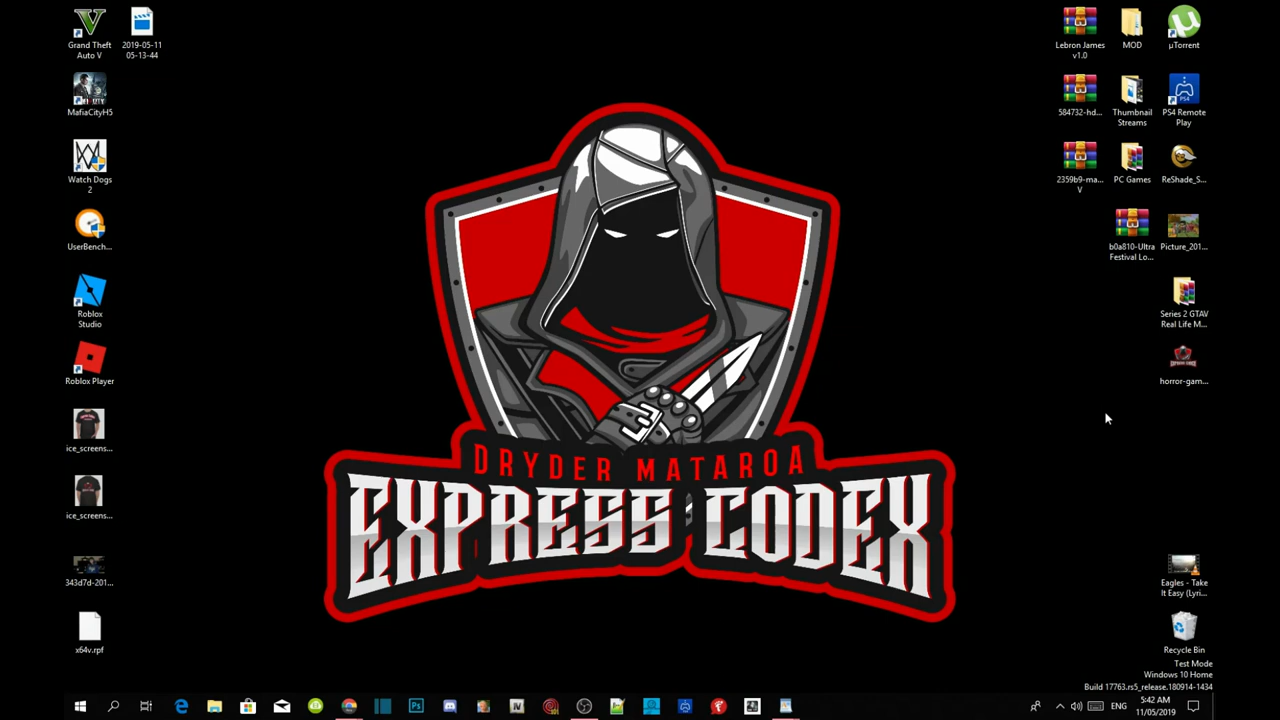 Grand Theft
Auto V
2019-05-11
05-13-44
MafiaCityH5
Watch Dogs
2
UserBench...
Roblox
Studio
Roblox Player
ice_screens...
ice_screens...
343d7d-201...
x64v.rpf
DRYDER MATAROA
EXPRESS CODEX
Lebron James
v1.0
MOD
µTorrent
584732-hd...
Thumbnail
Streams
PS4 Remote
Play
2359b9-ma...
V
PC Games
ReShade_S...
b0a810-Ultra
Festival Lo...
Picture_201...
Series 2 GTAV
Real Life M...
horror-gam...
Eagles - Take
It Easy (Lyri...
Recycle Bin
Test Mode
Windows 10 Home
Build 17763.rs5_release.180914-1434
ENG
5:42 AM
11/05/2019